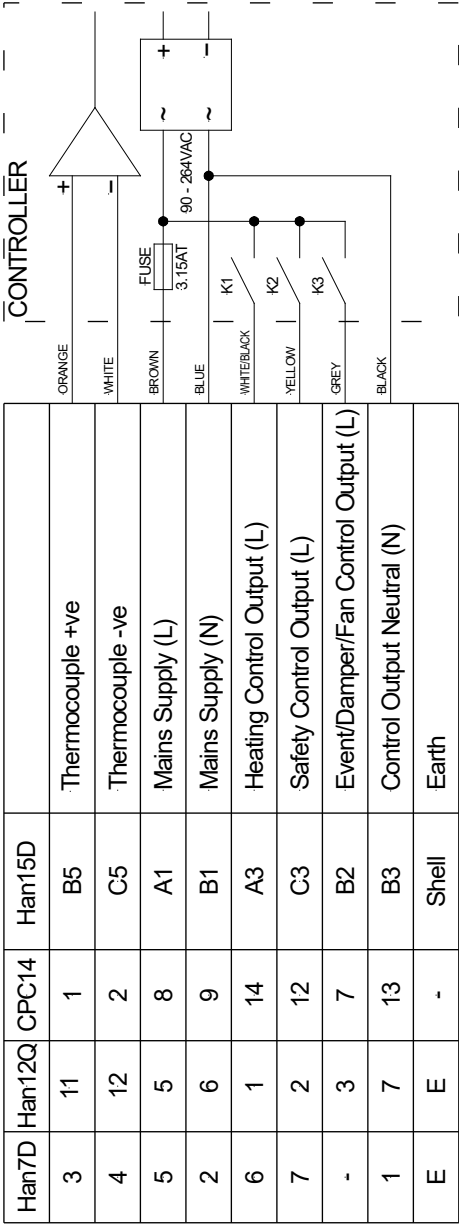 CONTROLLER
Han7D Han12Q CPC14 Han15D
3 11 1 B5 Thermocouple +ve ORANGE +
4 12 2 C5 Thermocouple -ve WHITE -
5 5 8 A1 Mains Supply (L) BROWN FUSE 3.15AT ~ +
2 6 9 B1 Mains Supply (N) BLUE 90 - 264VAC ~ -
6 1 14 A3 Heating Control Output (L) WHITE/BLACK K1
7 2 12 C3 Safety Control Output (L) YELLOW K2
- 3 7 B2 Event/Damper/Fan Control Output (L) GREY K3
1 7 13 B3 Control Output Neutral (N) BLACK
E E - Shell Earth